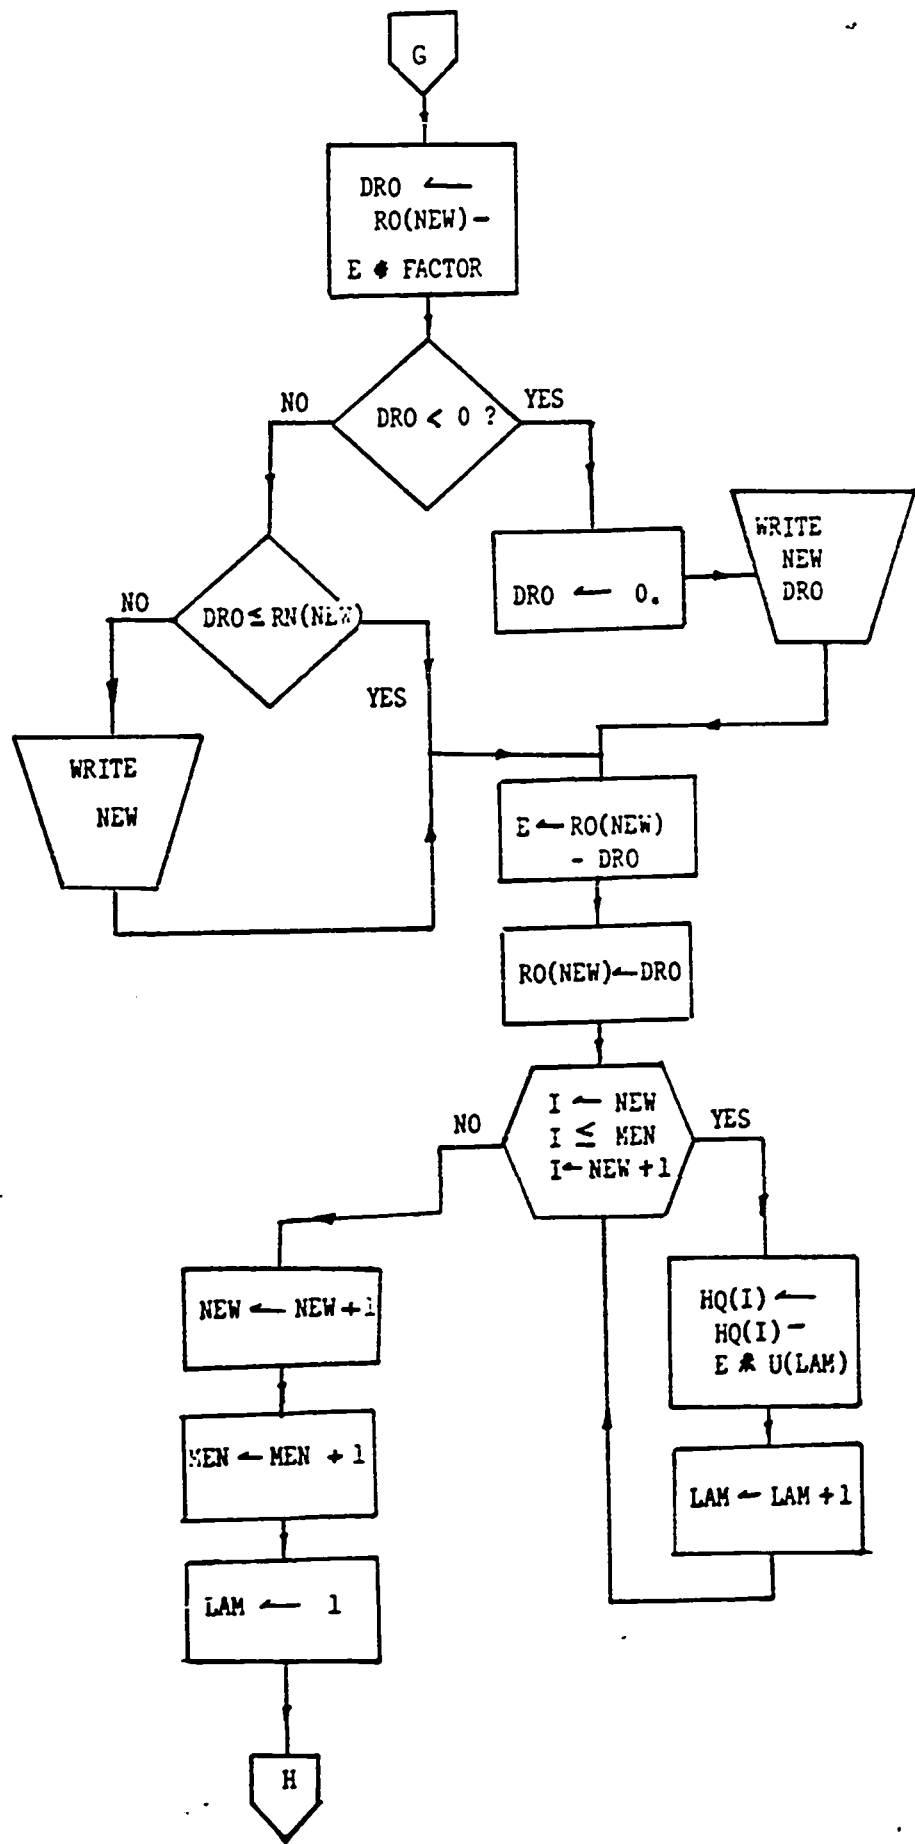 G
DRO ←
RO(NEW) -
E * FACTOR
DRO < 0 ?
NO
YES
DRO ← 0.
WRITE
NEW
DRO
DRO ≤ RN(NEW)
NO
YES
WRITE
NEW
E ← RO(NEW)
- DRO
RO(NEW) ← DRO
I ← NEW
I ≤ MEN
I ← NEW + 1
NO
YES
HQ(I) ←
HQ(I) -
E * U(LAM)
LAM ← LAM + 1
NEW ← NEW + 1
MEN ← MEN + 1
LAM ← 1
H